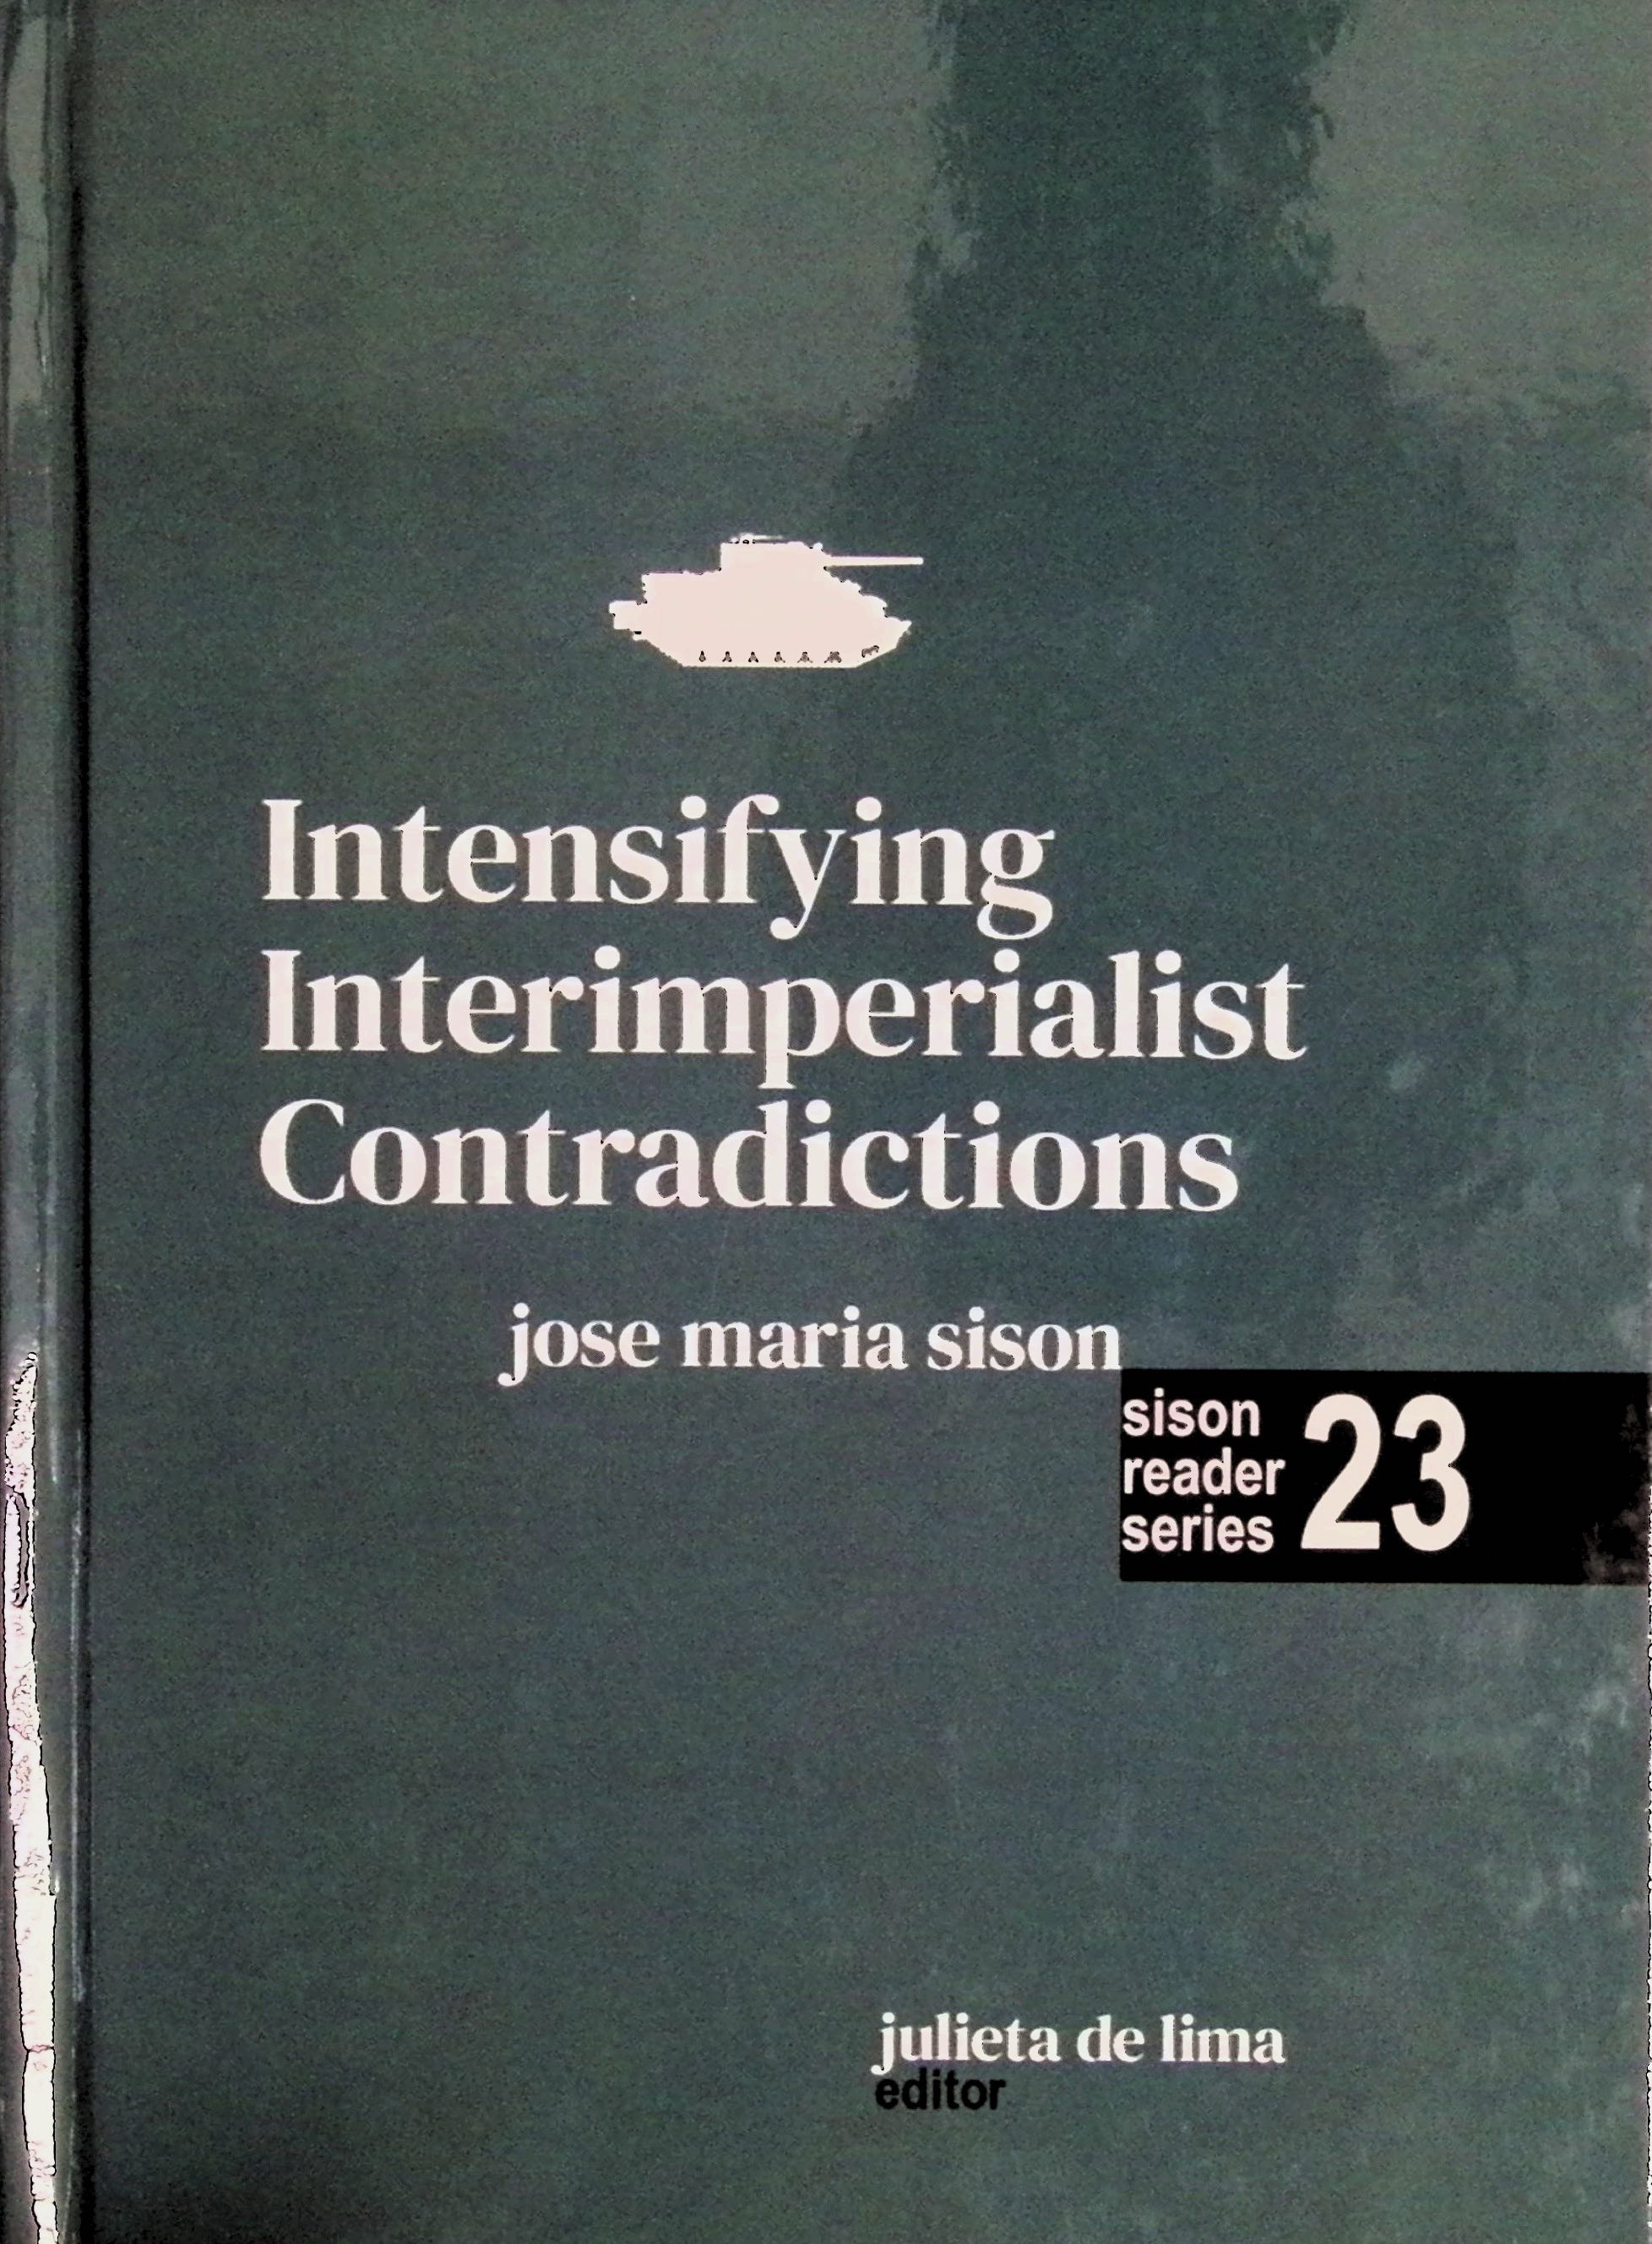 Intensifying
Interimperialist
Contradictions
jose maria sison
sison
reader
series
23
julieta de lima
editor